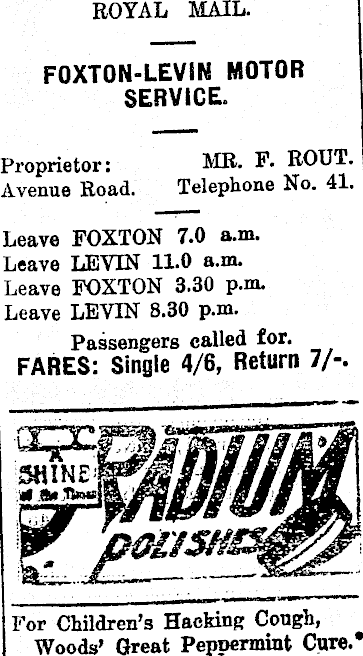 ROYAL MAIL.
FOXTON-LEVIN MOTOR
SERVICE.
Proprietor: MR. F. ROUT.
Avenue Road. Telephone No. 41.
Leave FOXTON 7.0 a.m.
Leave LEVIN 11.0 a.m.
Leave FOXTON 3.30 p.m.
Leave LEVIN 8.30 p.m.
Passengers called for.
FARES: Single 4/6, Return 7/-.
A
SHINE
of the Times
RADIUM
POLISHES
For Children's Hacking Cough,
Woods' Great Peppermint Cure.*